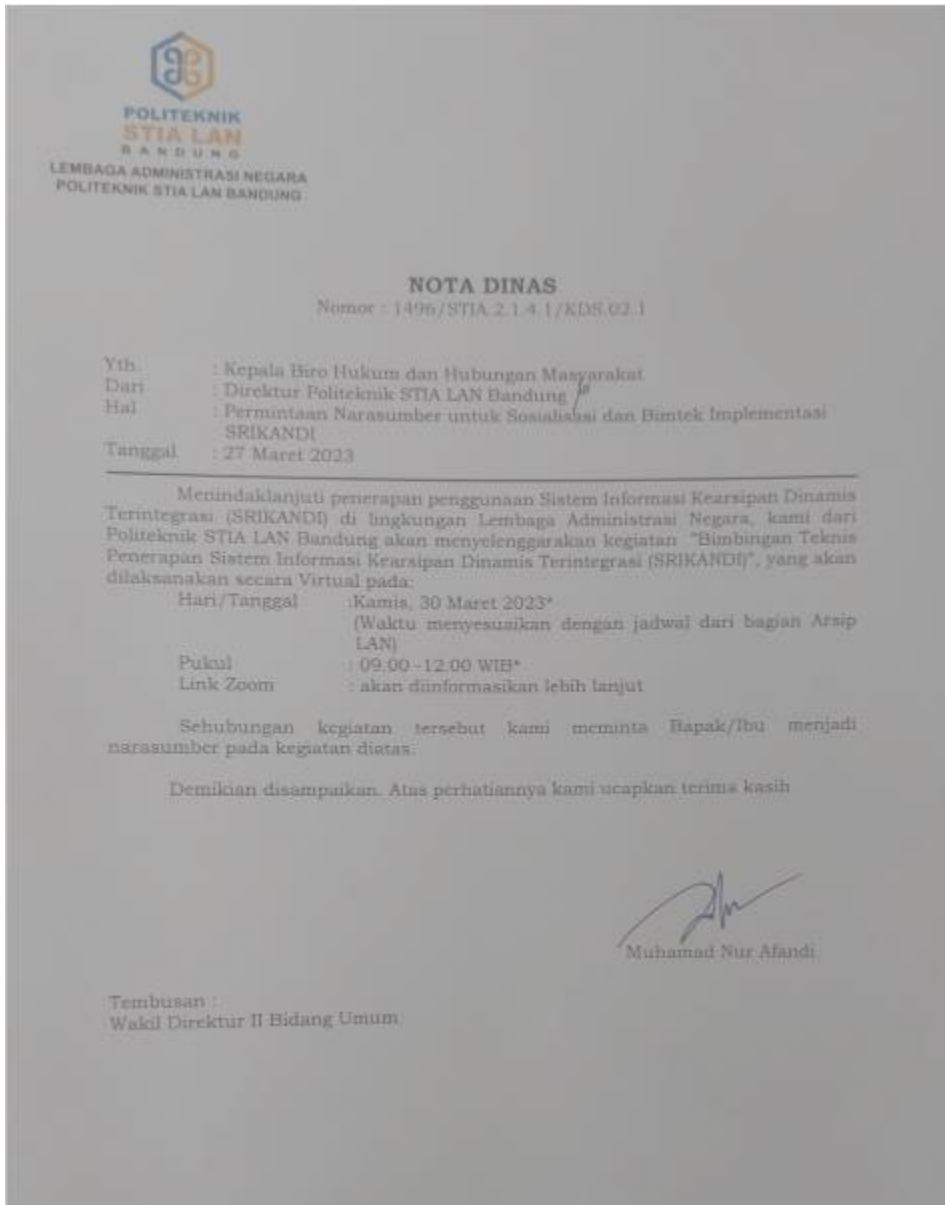 POLITEKNIK
STIA LAN
BANDUNG
LEMBAGA ADMINISTRASI NEGARA
POLITEKNIK STIA LAN BANDUNG
NOTA DINAS
Nomor : 1496/STIA.2.1.4.1/KDS.02.1
Yth : Kepala Biro Hukum dan Hubungan Masyarakat
Dari : Direktur Politeknik STIA LAN Bandung
Hal : Permintaan Narasumber untuk Sosialisasi dan Bimtek Implementasi
SRIKANDI
Tanggal : 27 Maret 2023
Menindaklanjuti penerapan penggunaan Sistem Informasi Kearsipan Dinamis
Terintegrasi (SRIKANDI) di lingkungan Lembaga Administrasi Negara, kami dari
Politeknik STIA LAN Bandung akan menyelenggarakan kegiatan "Bimbingan Teknis
Penerapan Sistem Informasi Kearsipan Dinamis Terintegrasi (SRIKANDI)", yang akan
dilaksanakan secara Virtual pada:
Hari/Tanggal :Kamis, 30 Maret 2023*
(Waktu menyesuaikan dengan jadwal dari bagian Arsip
LAN)
Pukul : 09.00 -12.00 WIB*
Link Zoom : akan diinformasikan lebih lanjut
Sehubungan kegiatan tersebut kami meminta Bapak/Ibu menjadi
narasumber pada kegiatan diatas.
Demikian disampaikan. Atas perhatiannya kami ucapkan terima kasih
Muhamad Nur Afandi
Tembusan :
Wakil Direktur II Bidang Umum